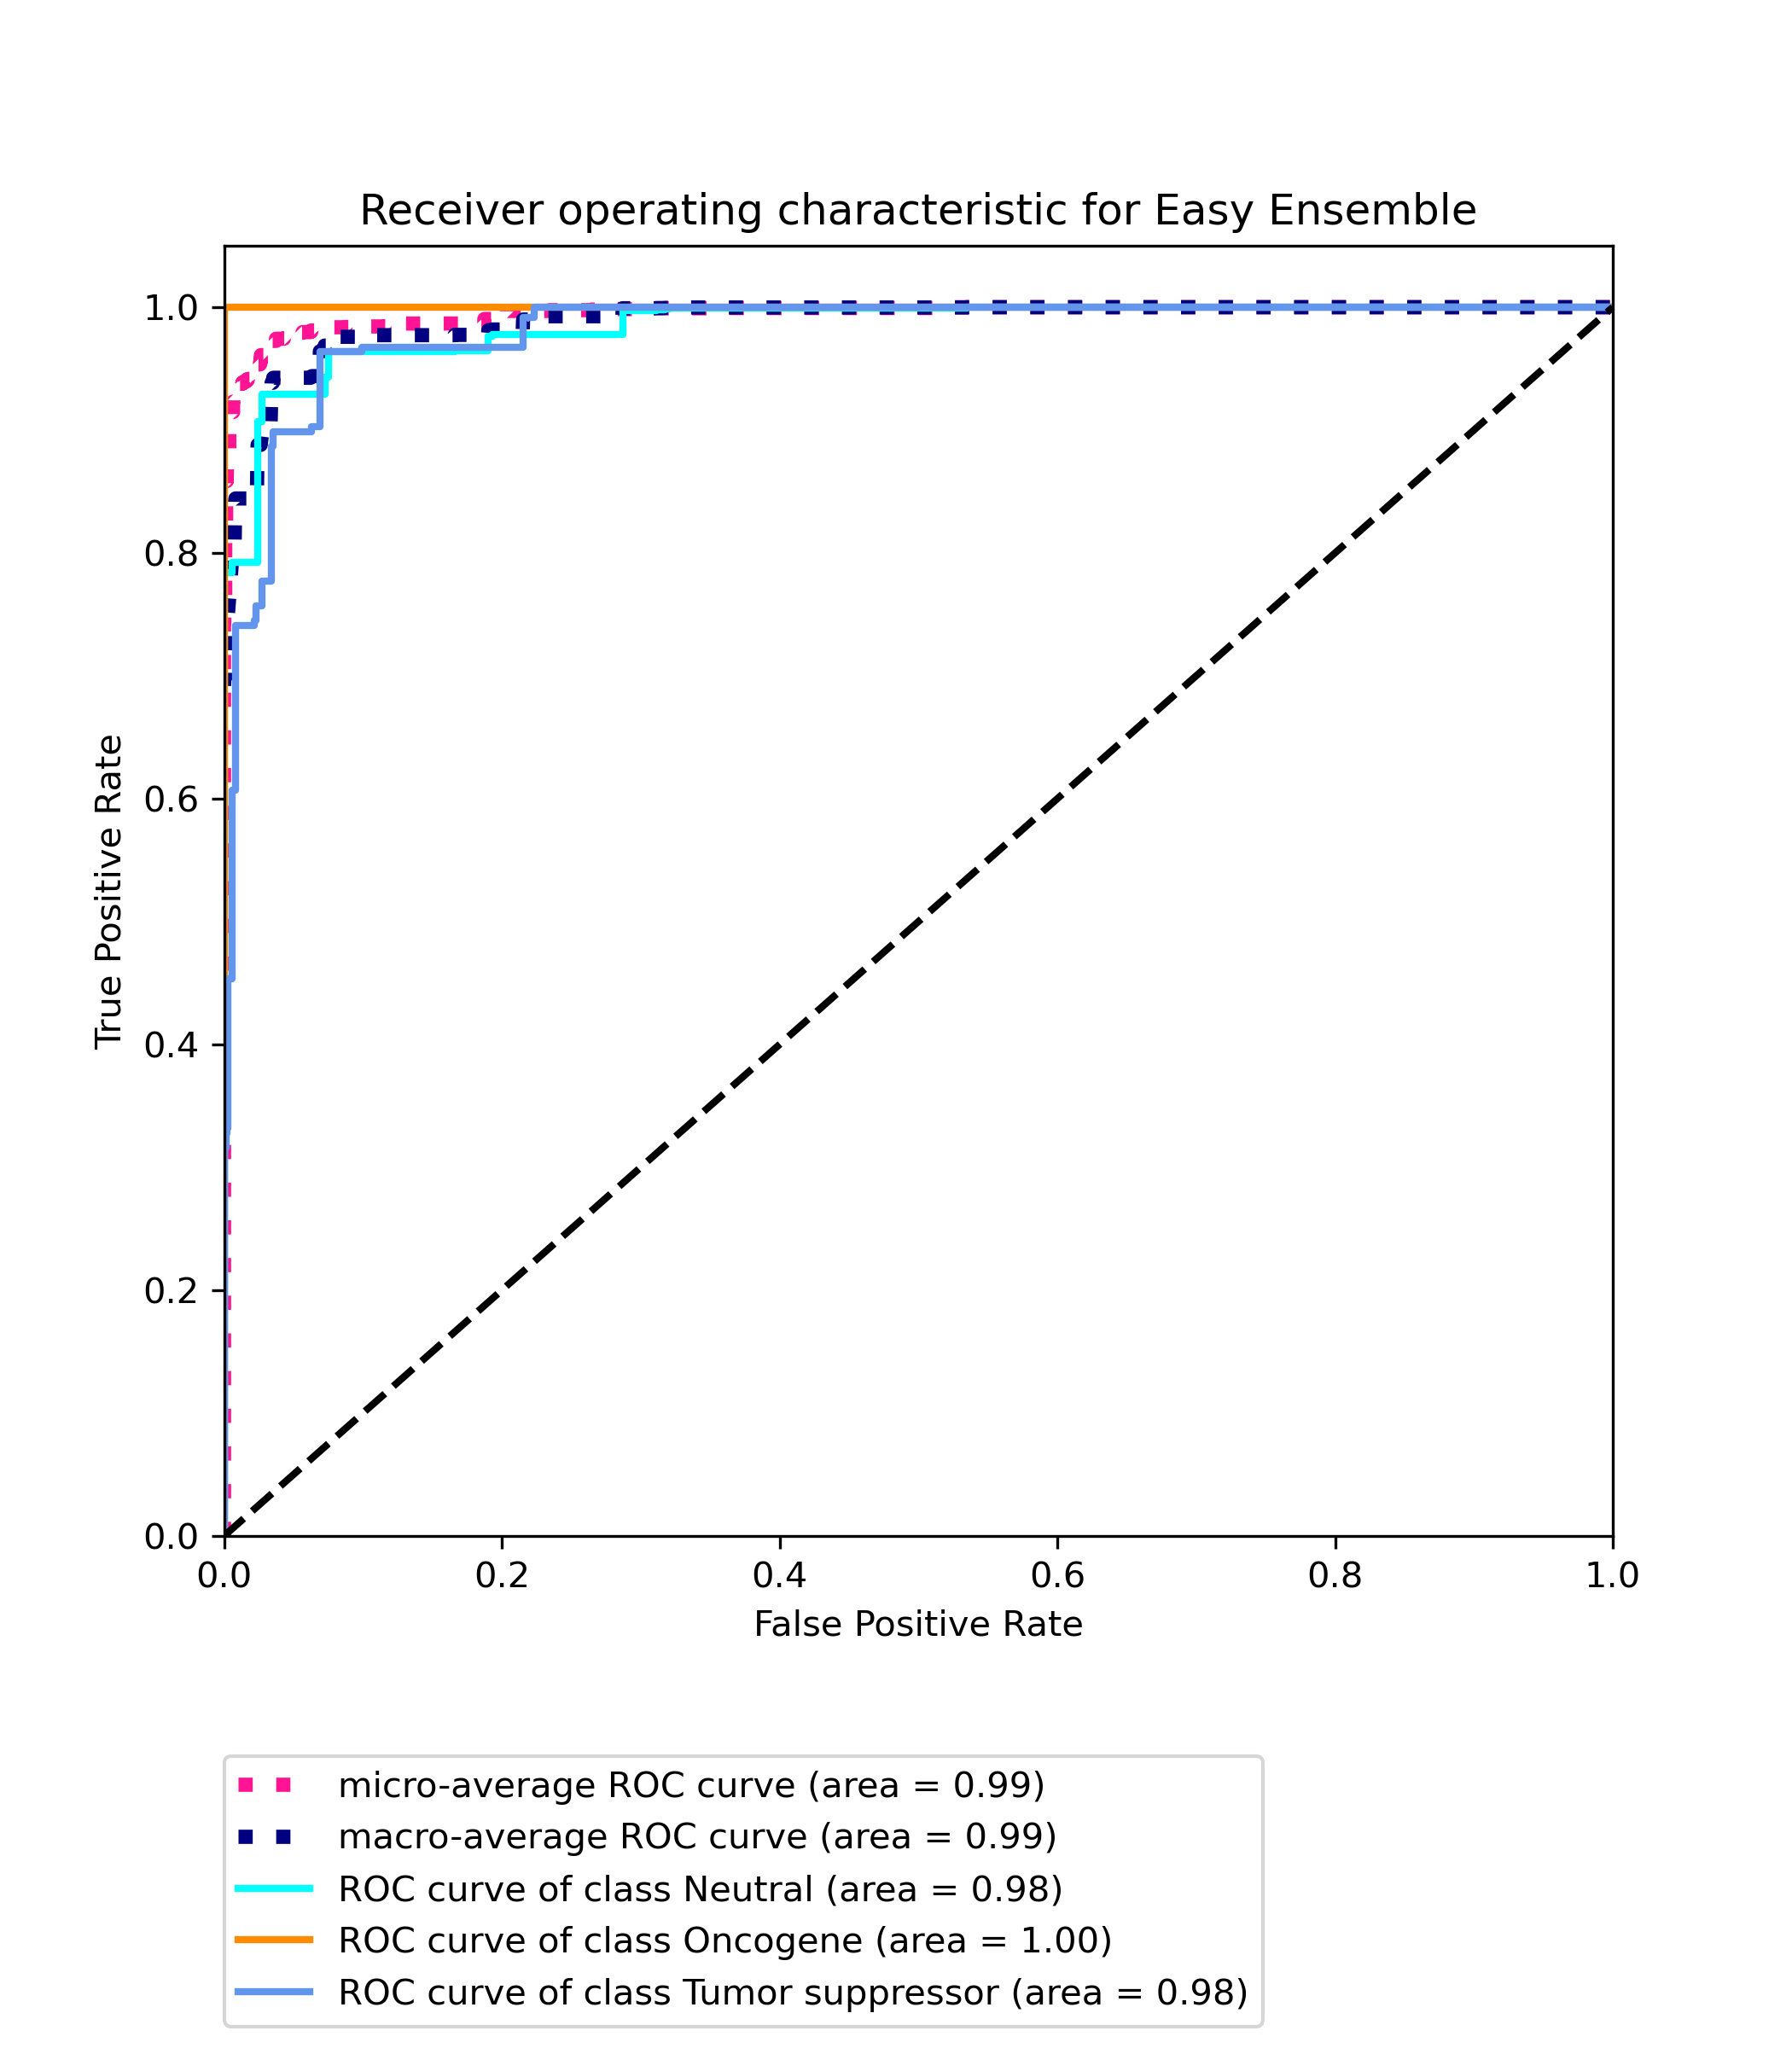 Receiver operating characteristic for Easy Ensemble
1.0
0.8
0.6
0.4
0.2
0.0
True Positive Rate
0.0 0.2 0.4 0.6 0.8 1.0
False Positive Rate
micro-average ROC curve (area = 0.99)
macro-average ROC curve (area = 0.99)
ROC curve of class Neutral (area = 0.98)
ROC curve of class Oncogene (area = 1.00)
ROC curve of class Tumor suppressor (area = 0.98)